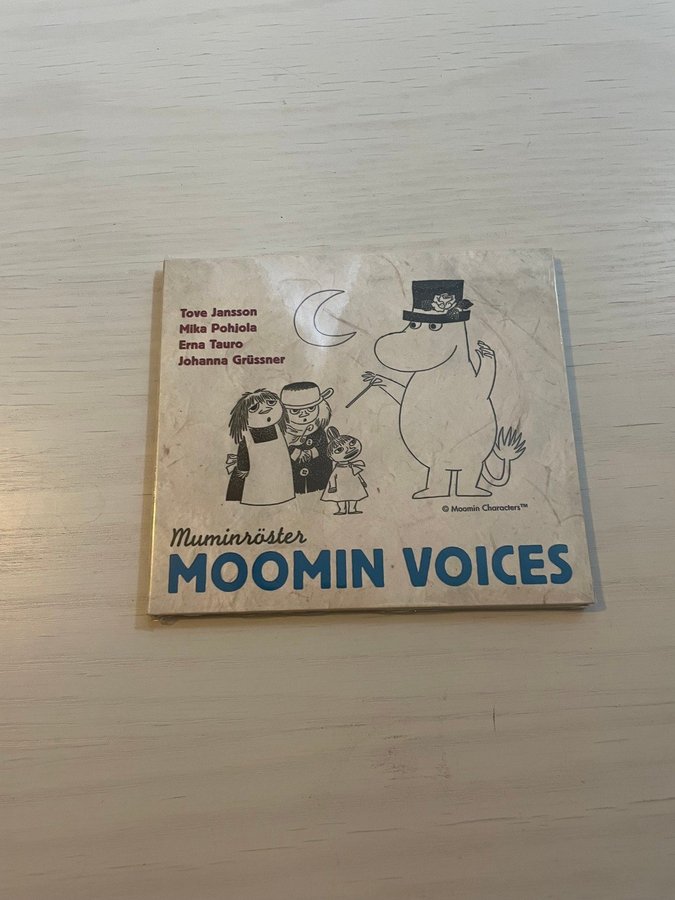 Tove Jansson
Mika Pohjola
Erna Tauro
Johanna Grüssner
© Moomin Characters™
Muminröster
MOOMIN VOICES